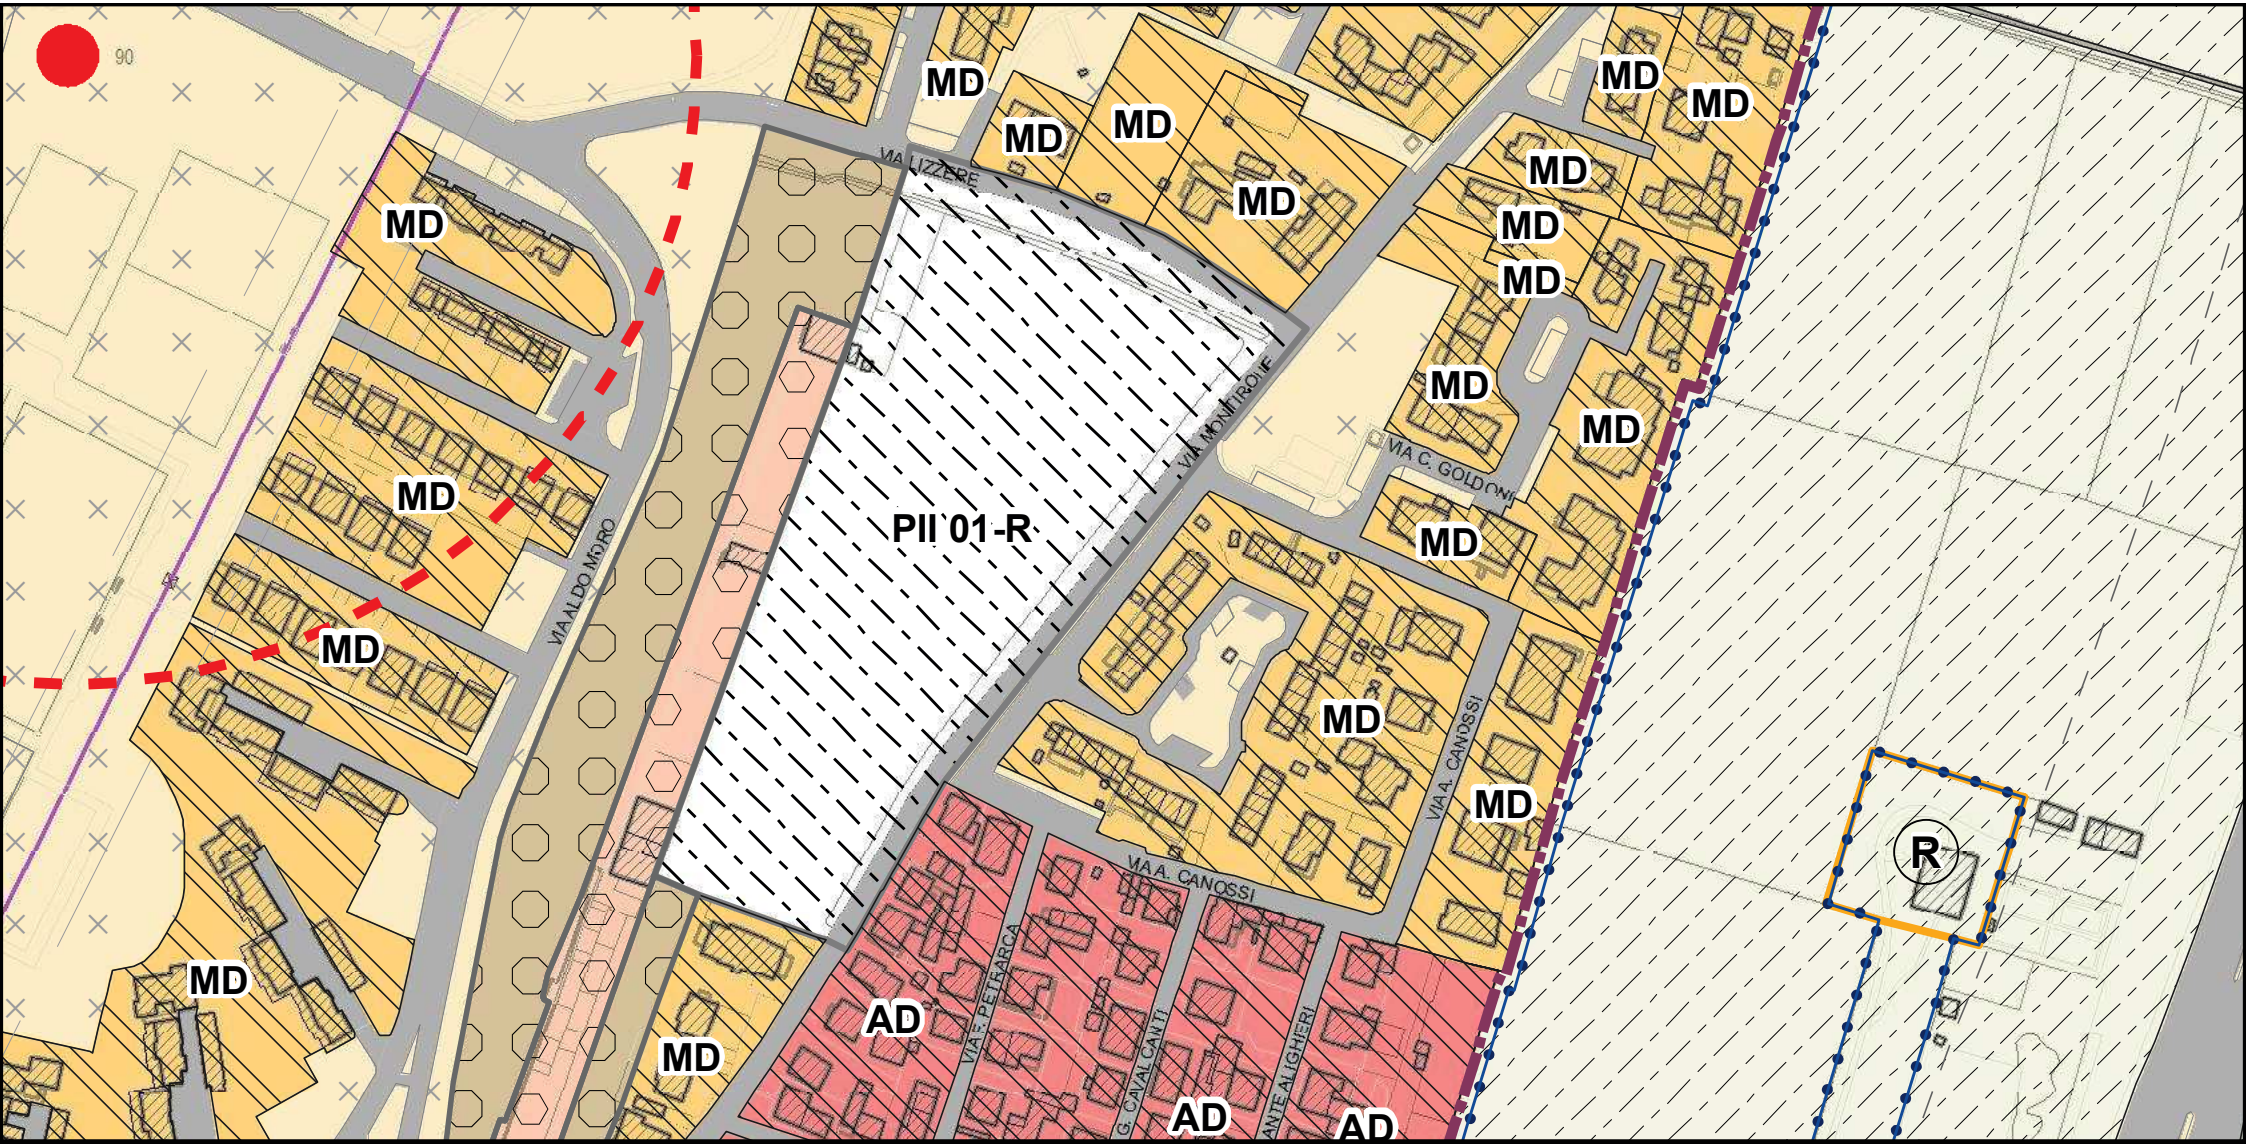 90
MD
MD
MD
MD
MD
VIA LIZZERE
MD
MD
MD
MD
MD
MD
VIA MONTIRONE
MD
MD
VIA C. GOLDONI
MD
PII 01-R
MD
VIA ALDO MORO
MD
MD
VIA A. CANOSSI
MD
R
VIA A. CANOSSI
MD
AD
VIA F. PETRARCA
MD
G. CAVALCANTI
ANTE ALIGHIERI
AD
AD